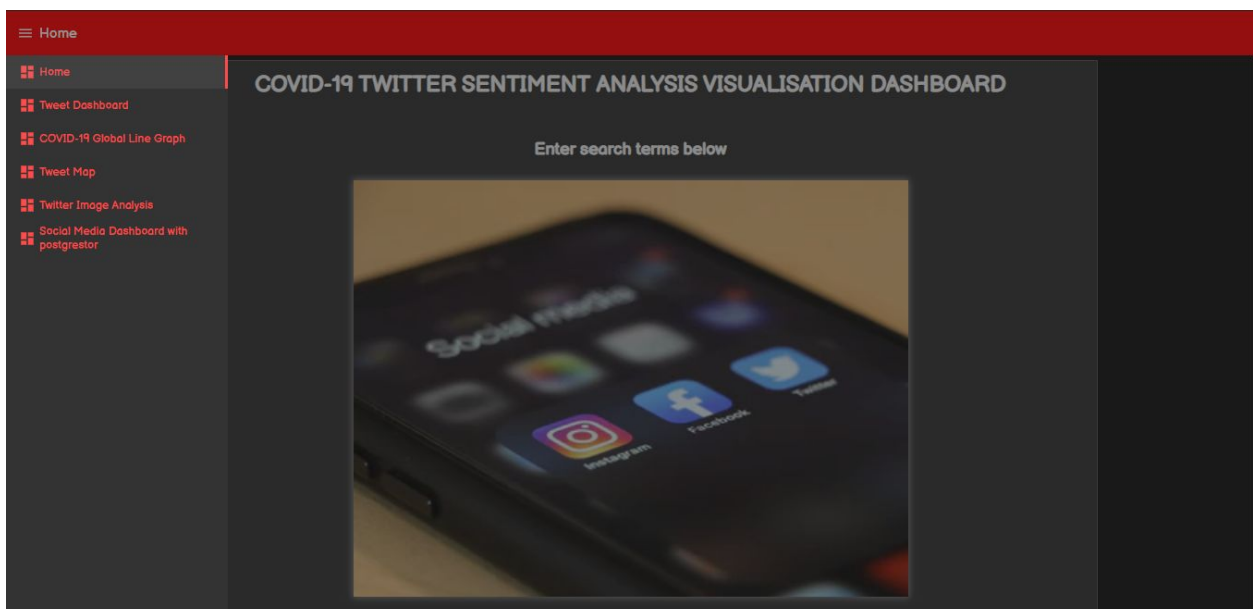 Home
Home
Tweet Dashboard
COVID-19 Global Line Graph
Tweet Map
Twitter Image Analysis
Social Media Dashboard with
postgrestor
COVID-19 TWITTER SENTIMENT ANALYSIS VISUALISATION DASHBOARD
Enter search terms below
Social media
Instagram
Facebook
Twitter